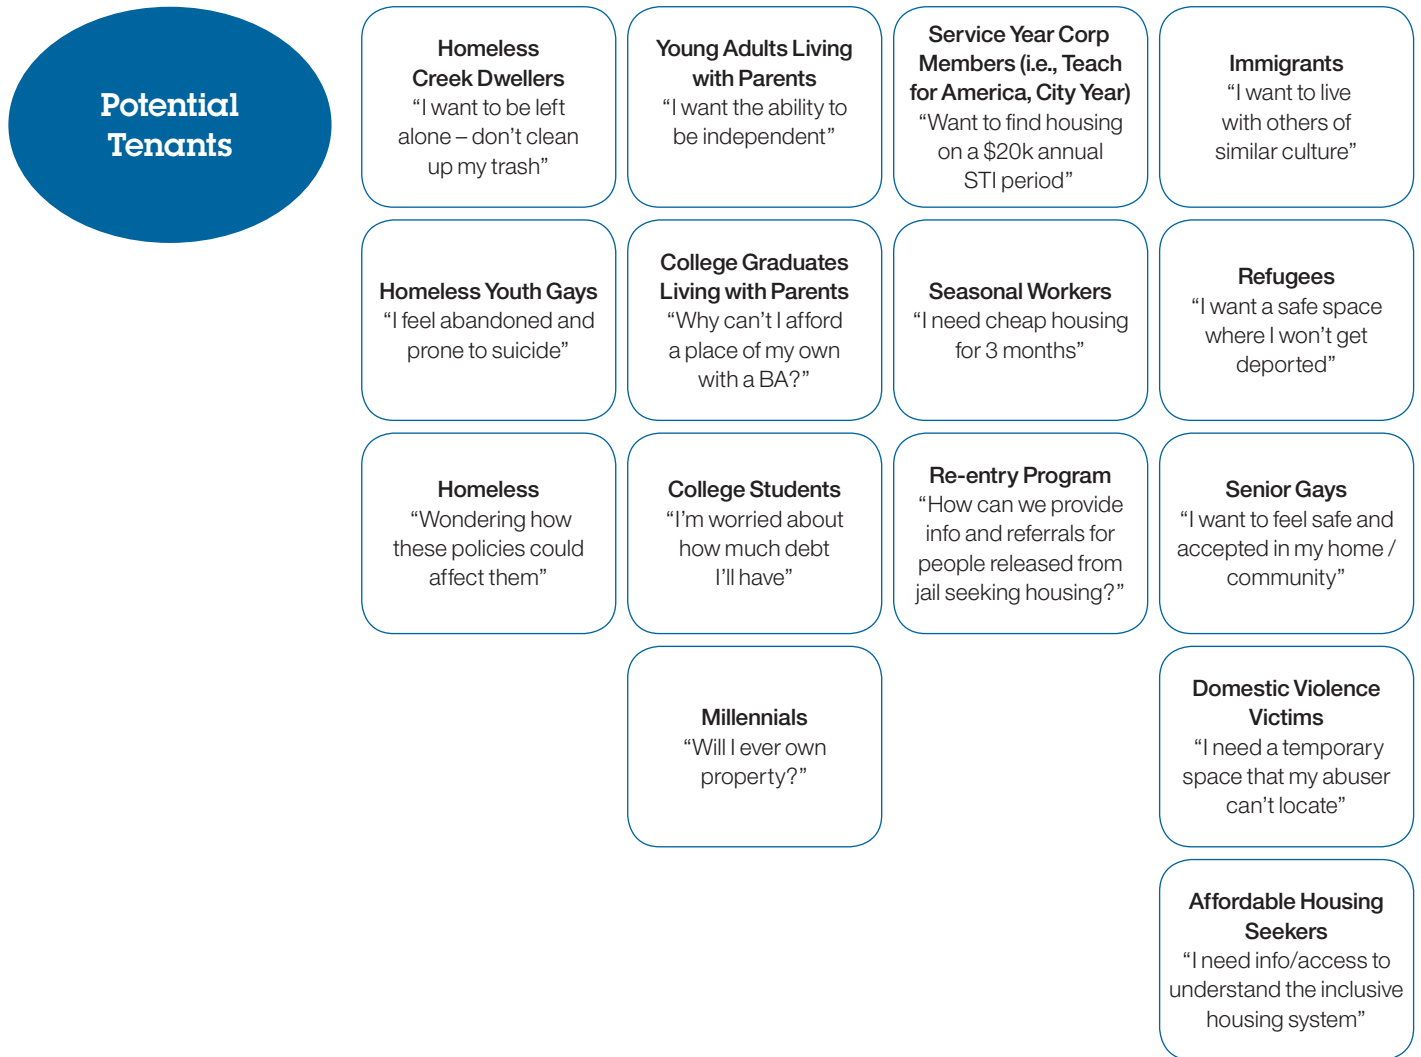 Potential
Tenants
Homeless
Creek Dwellers
“I want to be left
alone – don’t clean
up my trash”
Young Adults Living
with Parents
“I want the ability to
be independent”
Service Year Corp
Members (i.e., Teach
for America, City Year)
“Want to find housing
on a $20k annual
STI period”
Immigrants
“I want to live
with others of
similar culture”
Homeless Youth Gays
“I feel abandoned and
prone to suicide”
College Graduates
Living with Parents
“Why can’t I afford
a place of my own
with a BA?”
Seasonal Workers
“I need cheap housing
for 3 months”
Refugees
“I want a safe space
where I won’t get
deported”
Homeless
“Wondering how
these policies could
affect them”
College Students
“I’m worried about
how much debt
I’ll have”
Re-entry Program
“How can we provide
info and referrals for
people released from
jail seeking housing?”
Senior Gays
“I want to feel safe and
accepted in my home /
community”
Millennials
“Will I ever own
property?”
Domestic Violence
Victims
“I need a temporary
space that my abuser
can’t locate”
Affordable Housing
Seekers
“I need info/access to
understand the inclusive
housing system”